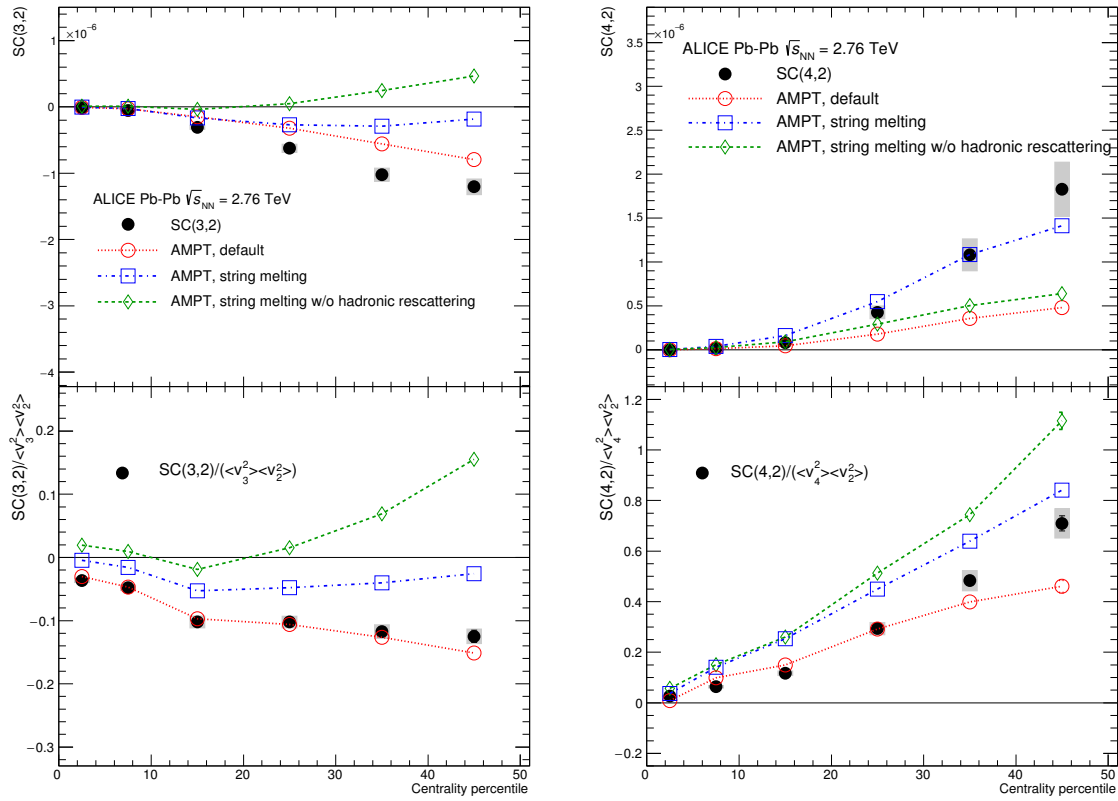 SC(3,2)
×10⁻⁶
1
0
−1
−2
−3
−4
ALICE Pb-Pb √s_NN = 2.76 TeV
SC(3,2)
AMPT, default
AMPT, string melting
AMPT, string melting w/o hadronic rescattering
SC(4,2)
×10⁻⁶
3.5
3
2.5
2
1.5
1
0.5
0
ALICE Pb-Pb √s_NN = 2.76 TeV
SC(4,2)
AMPT, default
AMPT, string melting
AMPT, string melting w/o hadronic rescattering
SC(3,2)/<v₃²><v₂²>
0.2
0.1
0
−0.1
−0.2
−0.3
SC(3,2)/(<v₃²><v₂²>)
0 10 20 30 40 50
Centrality percentile
SC(4,2)/<v₄²><v₂²>
1.2
1
0.8
0.6
0.4
0.2
0
−0.2
SC(4,2)/(<v₄²><v₂²>)
0 10 20 30 40 50
Centrality percentile